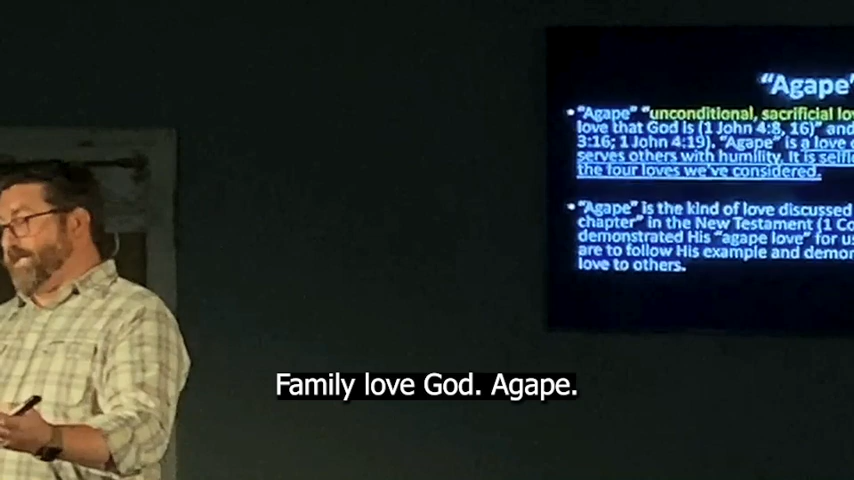 “Agape”
• “Agape” “unconditional, sacrificial lov
love that God is (1 John 4:8, 16)” and
3:16; 1 John 4:19). “Agape” is a love
serves others with humility. It is selfle
the four loves we’ve considered.
• “Agape” is the kind of love discussed
chapter” in the New Testament (1 Co
demonstrated His “agape love” for us
are to follow His example and demon
love to others.
Family love God. Agape.